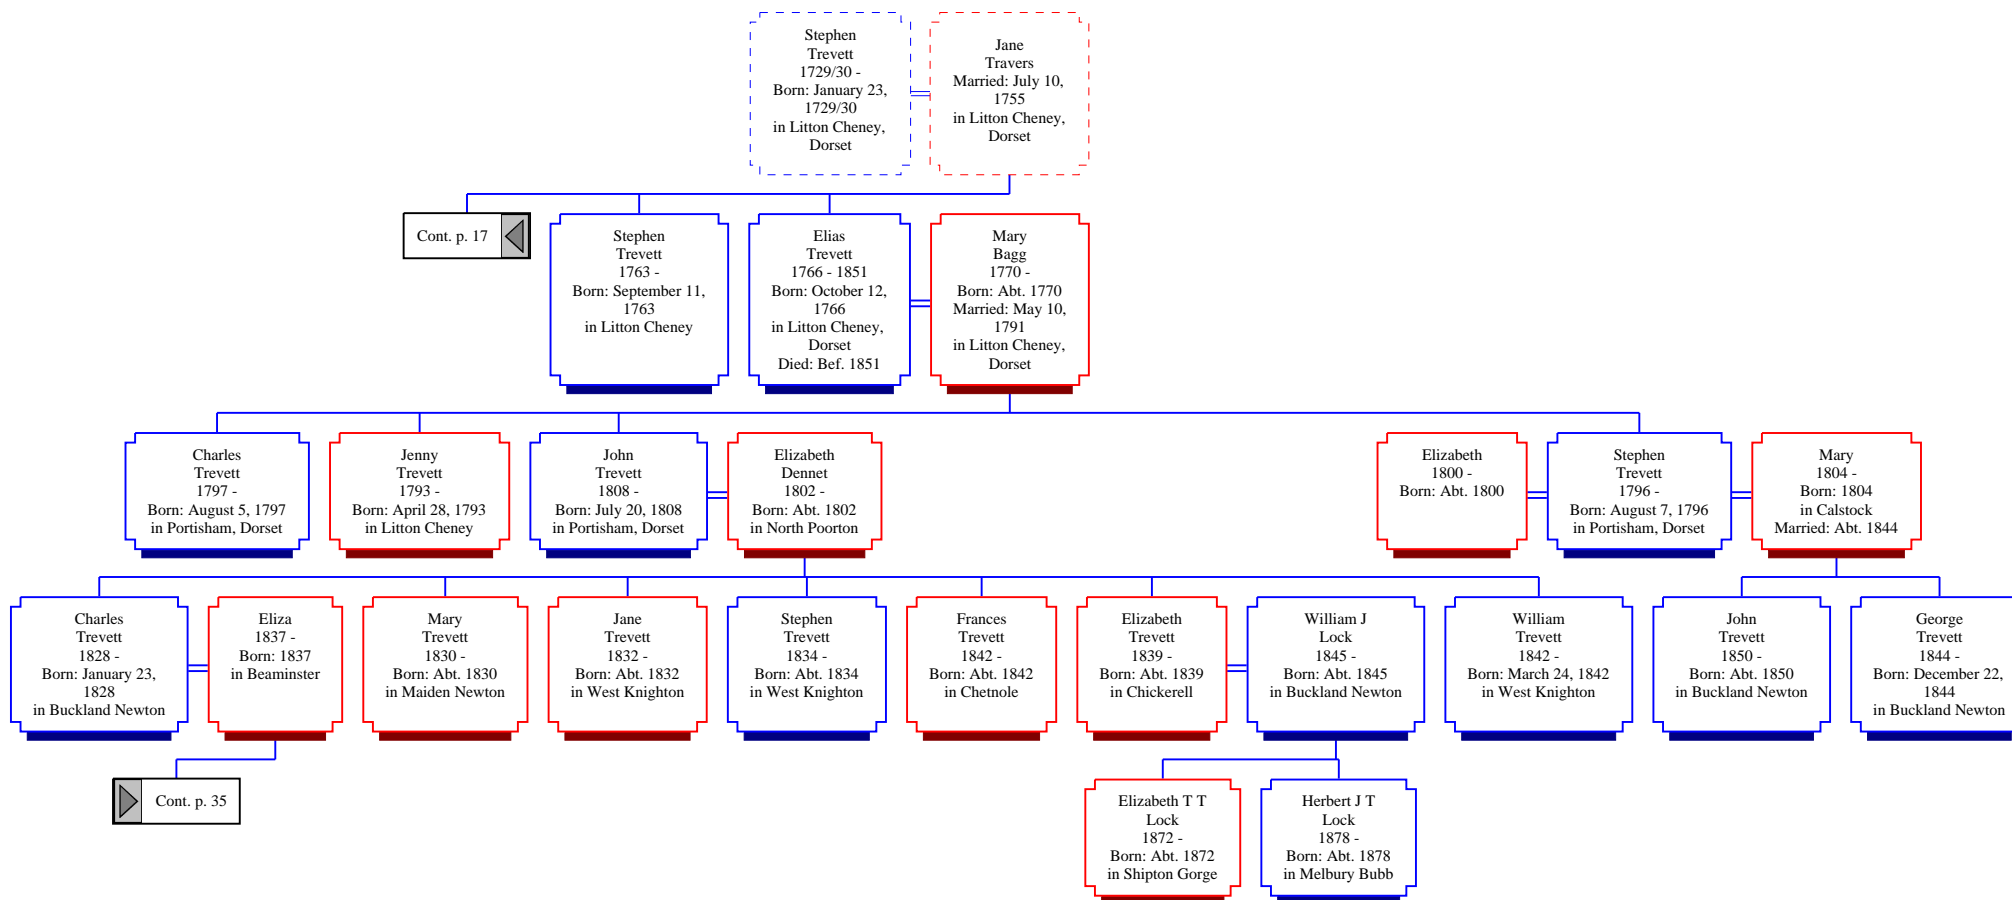 Stephen
Trevett
1729/30 -
Born: January 23,
1729/30
in Litton Cheney,
Dorset
Jane
Travers
Married: July 10,
1755
in Litton Cheney,
Dorset
Cont. p. 17
Stephen
Trevett
1763 -
Born: September 11,
1763
in Litton Cheney
Elias
Trevett
1766 - 1851
Born: October 12,
1766
in Litton Cheney,
Dorset
Died: Bef. 1851
Mary
Bagg
1770 -
Born: Abt. 1770
Married: May 10,
1791
in Litton Cheney,
Dorset
Charles
Trevett
1797 -
Born: August 5, 1797
in Portisham, Dorset
Jenny
Trevett
1793 -
Born: April 28, 1793
in Litton Cheney
John
Trevett
1808 -
Born: July 20, 1808
in Portisham, Dorset
Elizabeth
Dennet
1802 -
Born: Abt. 1802
in North Poorton
Elizabeth
1800 -
Born: Abt. 1800
Stephen
Trevett
1796 -
Born: August 7, 1796
in Portisham, Dorset
Mary
1804 -
Born: 1804
in Calstock
Married: Abt. 1844
Charles
Trevett
1828 -
Born: January 23,
1828
in Buckland Newton
Eliza
1837 -
Born: 1837
in Beaminster
Mary
Trevett
1830 -
Born: Abt. 1830
in Maiden Newton
Jane
Trevett
1832 -
Born: Abt. 1832
in West Knighton
Stephen
Trevett
1834 -
Born: Abt. 1834
in West Knighton
Frances
Trevett
1842 -
Born: Abt. 1842
in Chetnole
Elizabeth
Trevett
1839 -
Born: Abt. 1839
in Chickerell
William J
Lock
1845 -
Born: Abt. 1845
in Buckland Newton
William
Trevett
1842 -
Born: March 24, 1842
in West Knighton
John
Trevett
1850 -
Born: Abt. 1850
in Buckland Newton
George
Trevett
1844 -
Born: December 22,
1844
in Buckland Newton
Cont. p. 35
Elizabeth T T
Lock
1872 -
Born: Abt. 1872
in Shipton Gorge
Herbert J T
Lock
1878 -
Born: Abt. 1878
in Melbury Bubb